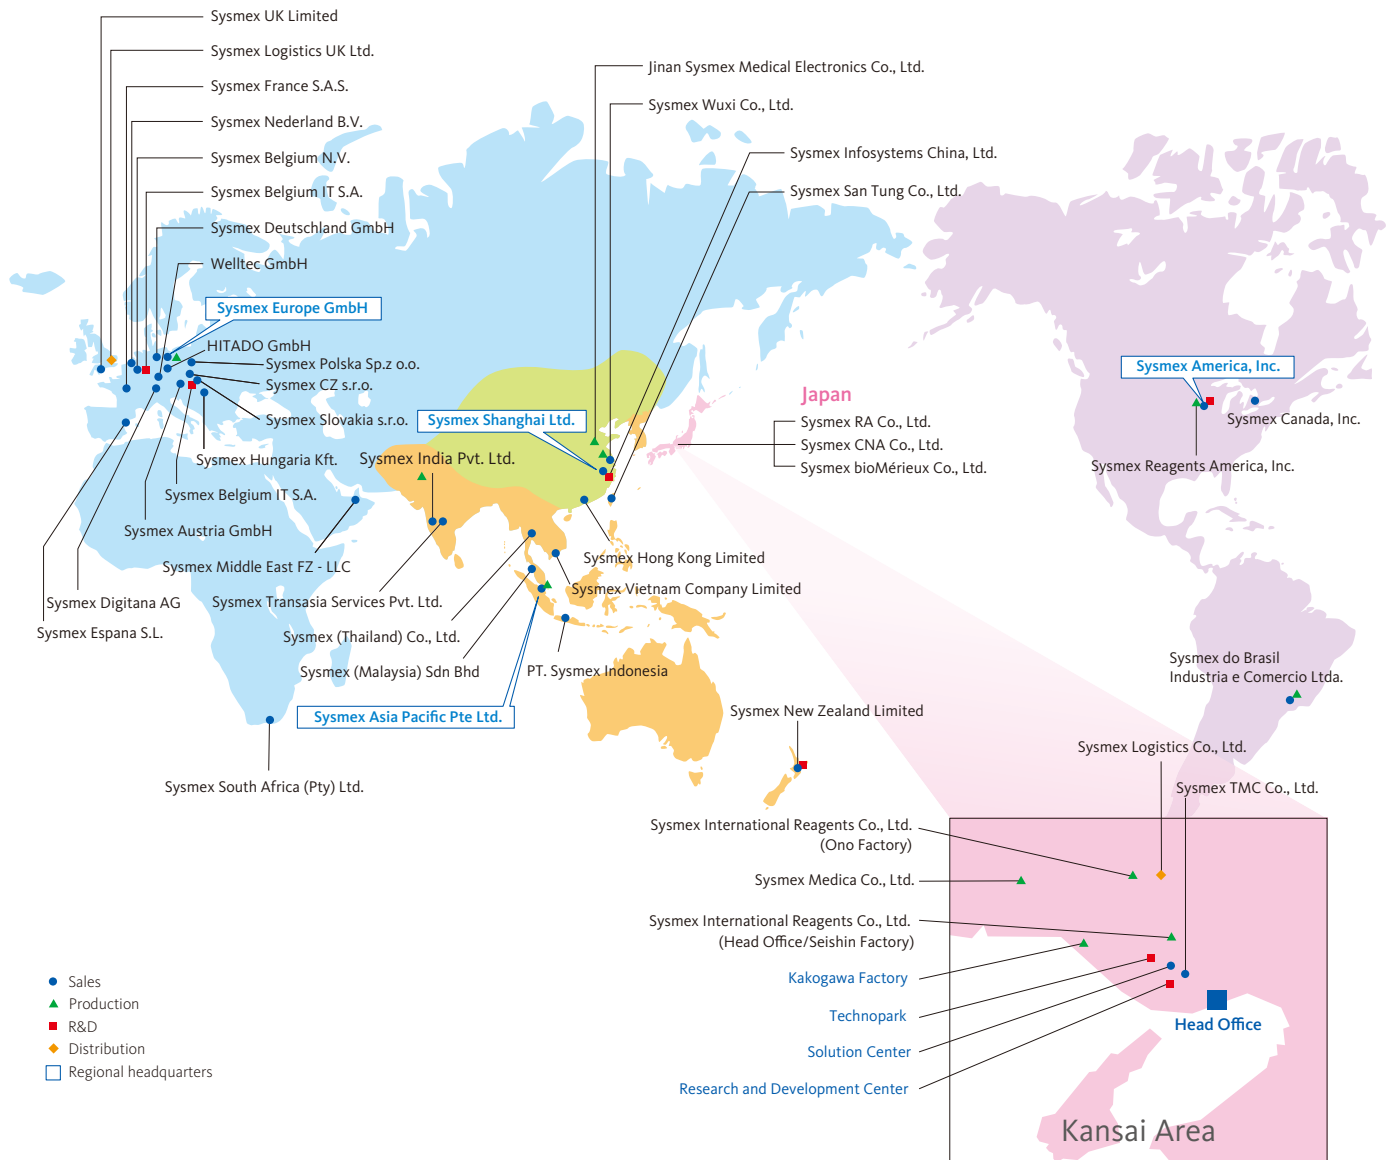 Sysmex UK Limited
Sysmex Logistics UK Ltd.
Sysmex France S.A.S.
Sysmex Nederland B.V.
Sysmex Belgium N.V.
Sysmex Belgium IT S.A.
Sysmex Deutschland GmbH
Welltec GmbH
Sysmex Europe GmbH
HITADO GmbH
Sysmex Polska Sp.z o.o.
Sysmex CZ s.r.o.
Sysmex Slovakia s.r.o.
Sysmex Hungaria Kft.
Sysmex Belgium IT S.A.
Sysmex Austria GmbH
Sysmex Middle East FZ - LLC
Sysmex Digitana AG
Sysmex Espana S.L.
Sysmex South Africa (Pty) Ltd.
Jinan Sysmex Medical Electronics Co., Ltd.
Sysmex Wuxi Co., Ltd.
Sysmex Infosystems China, Ltd.
Sysmex San Tung Co., Ltd.
Sysmex Shanghai Ltd.
Sysmex India Pvt. Ltd.
Sysmex Hong Kong Limited
Sysmex Vietnam Company Limited
Sysmex Transasia Services Pvt. Ltd.
Sysmex (Thailand) Co., Ltd.
Sysmex (Malaysia) Sdn Bhd
PT. Sysmex Indonesia
Sysmex Asia Pacific Pte Ltd.
Sysmex New Zealand Limited
Japan
Sysmex RA Co., Ltd.
Sysmex CNA Co., Ltd.
Sysmex bioMérieux Co., Ltd.
Sysmex America, Inc.
Sysmex Canada, Inc.
Sysmex Reagents America, Inc.
Sysmex do Brasil
Industria e Comercio Ltda.
Sysmex Logistics Co., Ltd.
Sysmex TMC Co., Ltd.
Sysmex International Reagents Co., Ltd.
(Ono Factory)
Sysmex Medica Co., Ltd.
Sysmex International Reagents Co., Ltd.
(Head Office/Seishin Factory)
Kakogawa Factory
Technopark
Solution Center
Research and Development Center
Head Office
Kansai Area
Sales
Production
R&D
Distribution
Regional headquarters